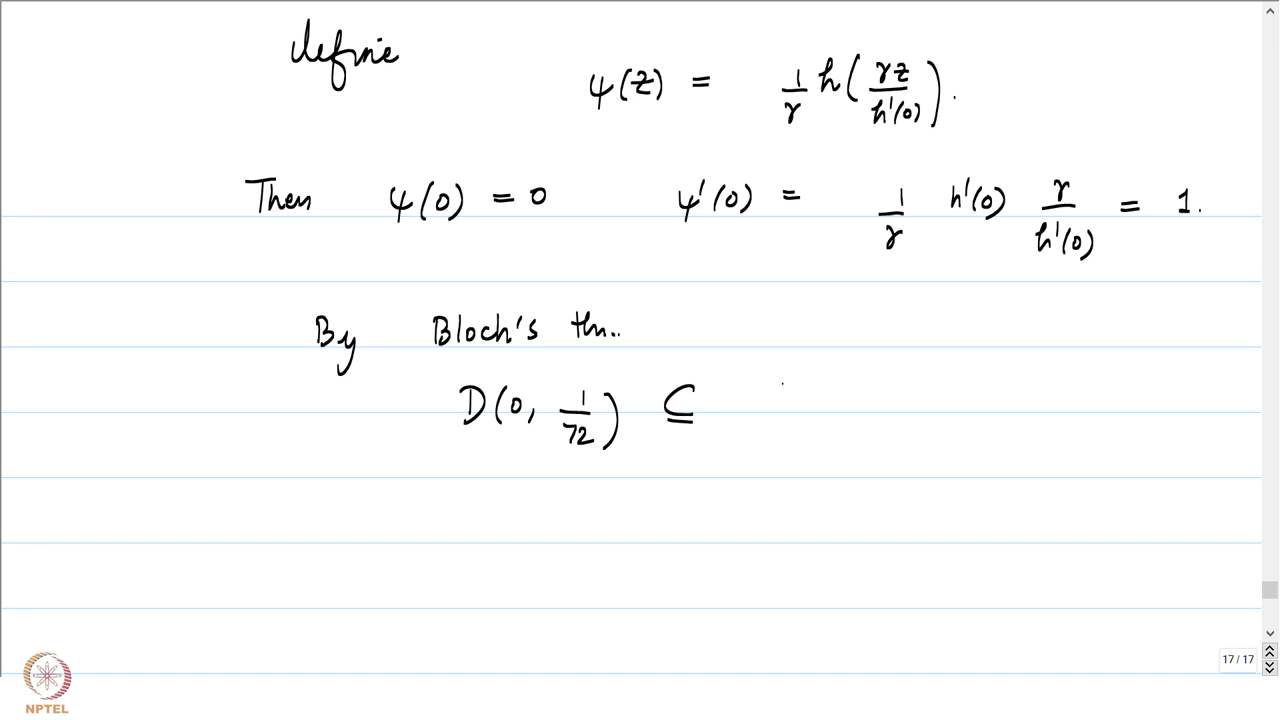 define
ψ(z) = 1/γ h(γz/h'(0)).
Then ψ(0) = 0 ψ'(0) = 1/γ h'(0) γ/h'(0) = 1.
By Bloch's thm.
D(0, 1/72) ⊆
17 / 17
NPTEL